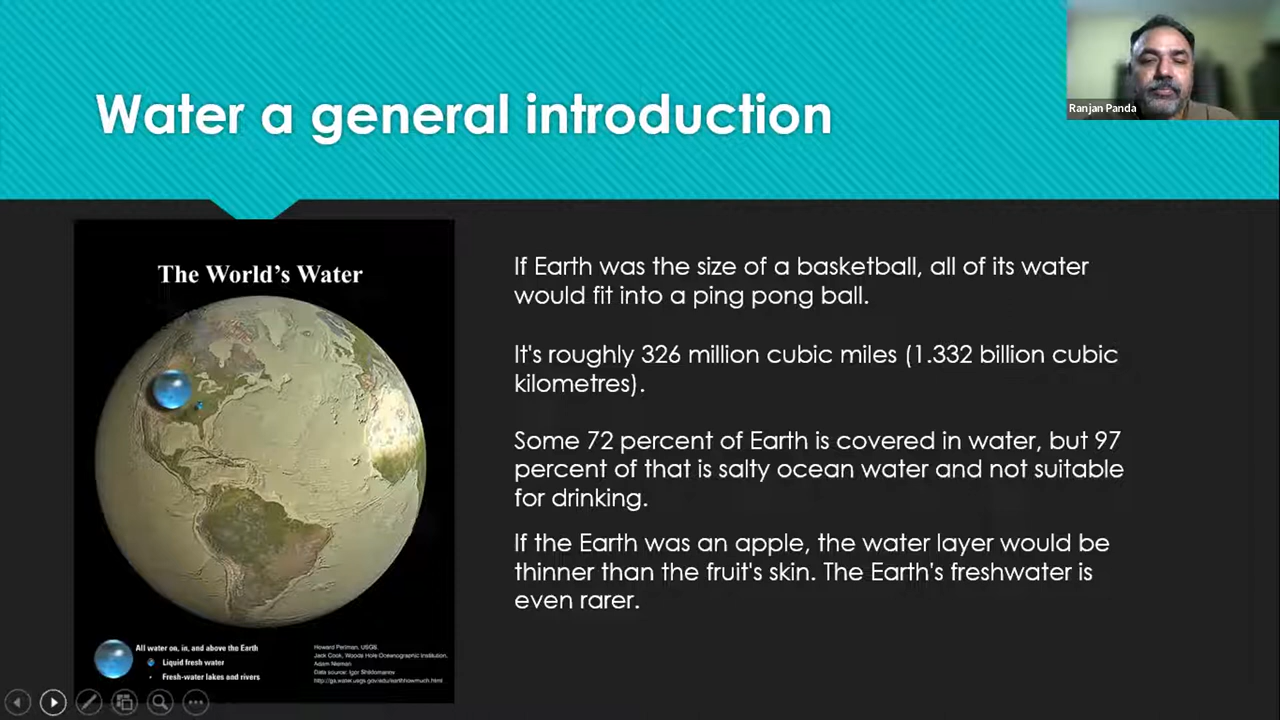 Water a general introduction
Ranjan Panda
The World's Water
If Earth was the size of a basketball, all of its water
would fit into a ping pong ball.
It's roughly 326 million cubic miles (1.332 billion cubic
kilometres).
Some 72 percent of Earth is covered in water, but 97
percent of that is salty ocean water and not suitable
for drinking.
If the Earth was an apple, the water layer would be
thinner than the fruit's skin. The Earth's freshwater is
even rarer.
All water on, in, and above the Earth
Liquid fresh water
Fresh-water lakes and rivers
Howard Perlman, USGS
Jack Cook, Woods Hole Oceanographic Institution,
Adam Nieman
Data source: Igor Shiklomanov